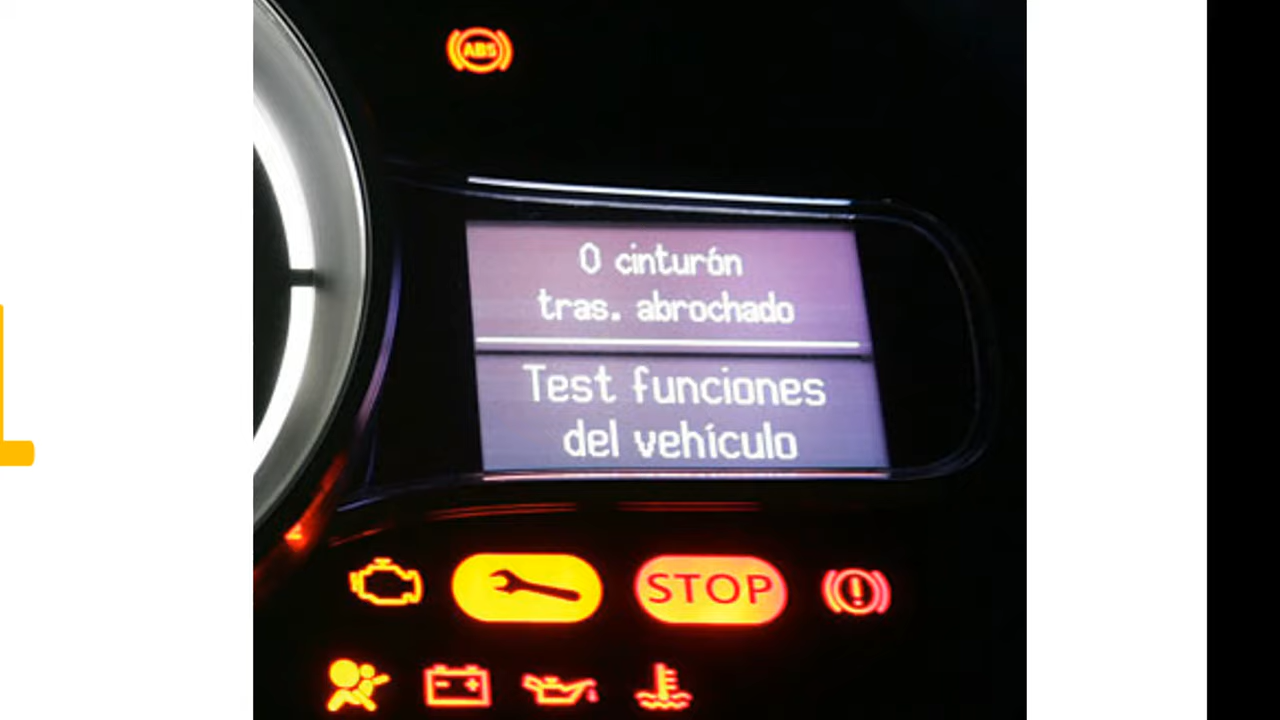 ABS
0 cinturón
tras. abrochado
Test funciones
del vehículo
STOP